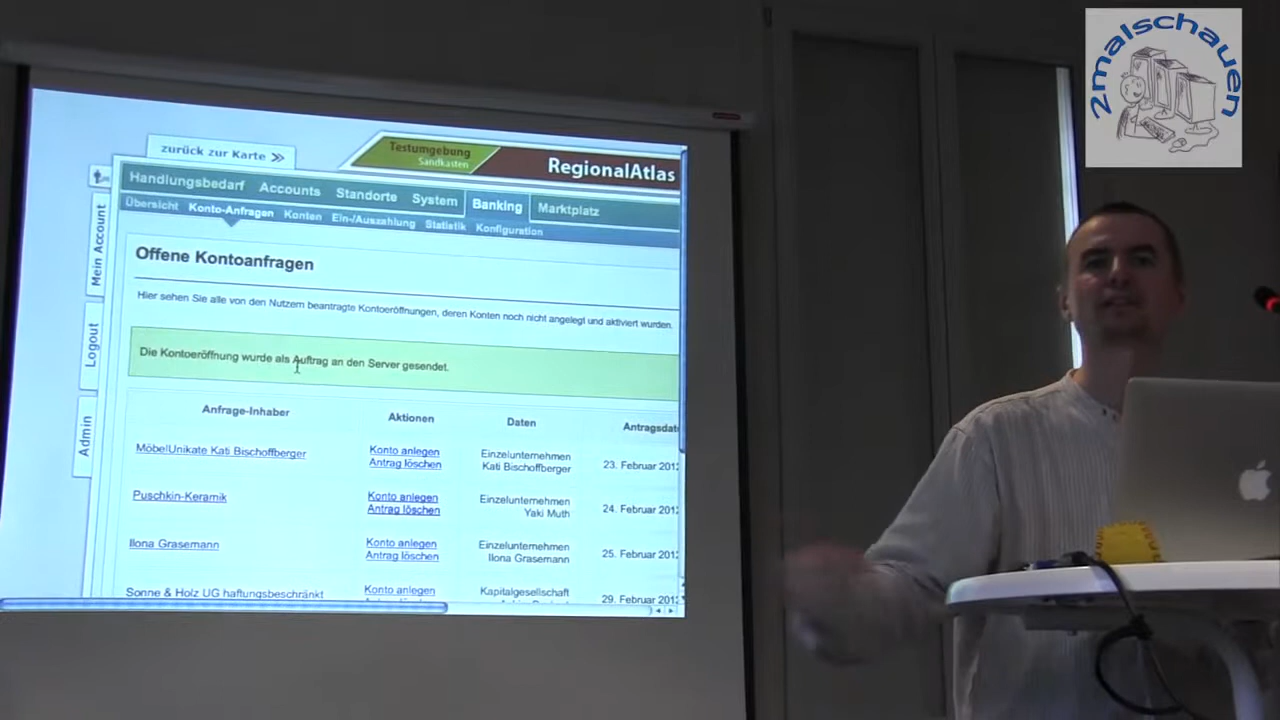 2malschauen
zurück zur Karte >>
Testumgebung
Sandkasten
RegionalAtlas
Handlungsbedarf Accounts Standorte System Banking Marktplatz
Übersicht Konto-Anfragen Konten Ein-/Auszahlung Statistik Konfiguration
Mein Account
Logout
Admin
Offene Kontoanfragen
Hier sehen Sie alle von den Nutzern beantragte Kontoeröffnungen, deren Konten noch nicht angelegt und aktiviert wurden.
Die Kontoeröffnung wurde als Auftrag an den Server gesendet.
Anfrage-Inhaber Aktionen Daten Antragsdat
MöbelUnikate Kati Bischoffberger Konto anlegen Einzelunternehmen 23. Februar 2012
Antrag löschen Kati Bischoffberger
Puschkin-Keramik Konto anlegen Einzelunternehmen 24. Februar 2012
Antrag löschen Yaki Muth
Ilona Grasemann Konto anlegen Einzelunternehmen 25. Februar 2012
Antrag löschen Ilona Grasemann
Sonne & Holz UG haftungsbeschränkt Konto anlegen Kapitalgesellschaft 29. Februar 2012